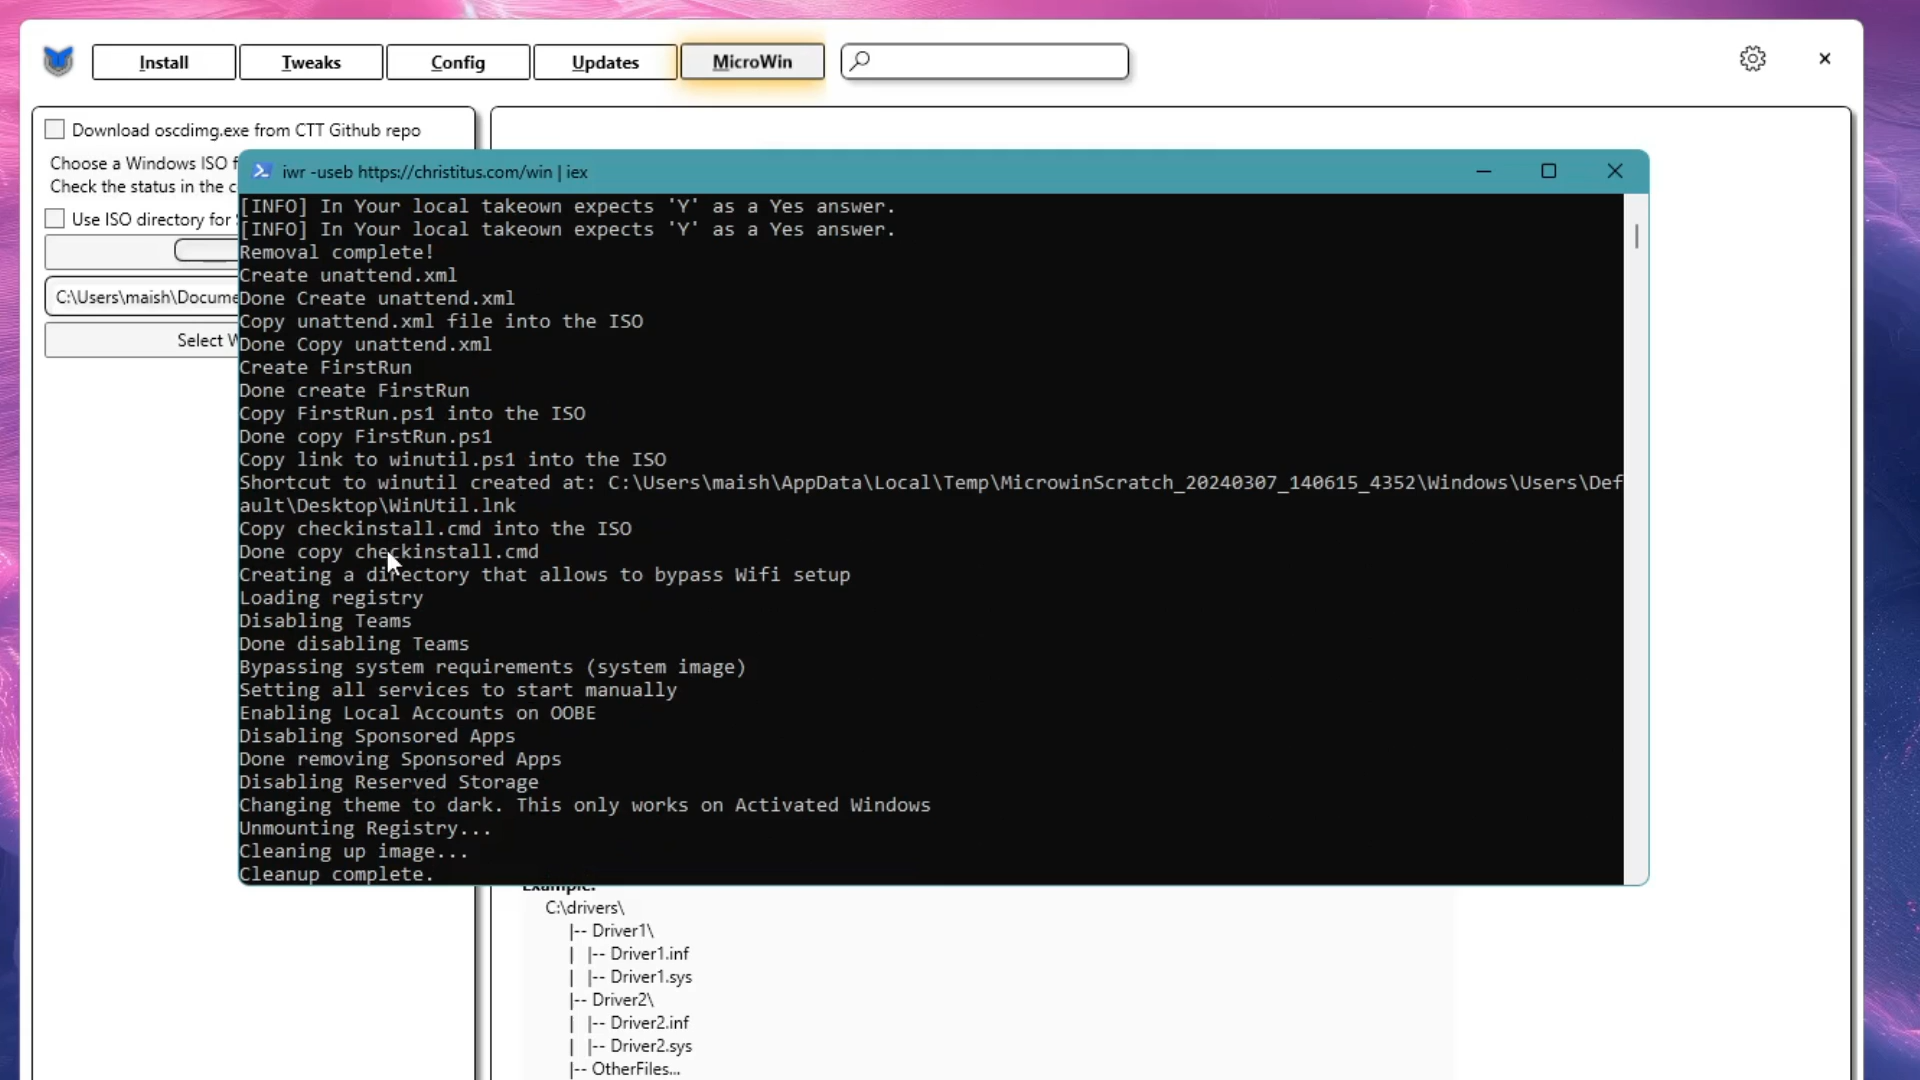 Install
Tweaks
Config
Updates
MicroWin
Download oscdimg.exe from CTT Github repo
Choose a Windows ISO
Check the status in the
Use ISO directory for
C:\Users\maish\Docume
Select
iwr -useb https://christitus.com/win | iex
[INFO] In Your local takeown expects 'Y' as a Yes answer.
[INFO] In Your local takeown expects 'Y' as a Yes answer.
Removal complete!
Create unattend.xml
Done Create unattend.xml
Copy unattend.xml file into the ISO
Done Copy unattend.xml
Create FirstRun
Done create FirstRun
Copy FirstRun.ps1 into the ISO
Done copy FirstRun.ps1
Copy link to winutil.ps1 into the ISO
Shortcut to winutil created at: C:\Users\maish\AppData\Local\Temp\MicrowinScratch_20240307_140615_4352\Windows\Users\Def
ault\Desktop\WinUtil.lnk
Copy checkinstall.cmd into the ISO
Done copy checkinstall.cmd
Creating a directory that allows to bypass Wifi setup
Loading registry
Disabling Teams
Done disabling Teams
Bypassing system requirements (system image)
Setting all services to start manually
Enabling Local Accounts on OOBE
Disabling Sponsored Apps
Done removing Sponsored Apps
Disabling Reserved Storage
Changing theme to dark. This only works on Activated Windows
Unmounting Registry...
Cleaning up image...
Cleanup complete.
Example:
C:\drivers\
|-- Driver1\
| |-- Driver1.inf
| |-- Driver1.sys
|-- Driver2\
| |-- Driver2.inf
| |-- Driver2.sys
|-- OtherFiles...